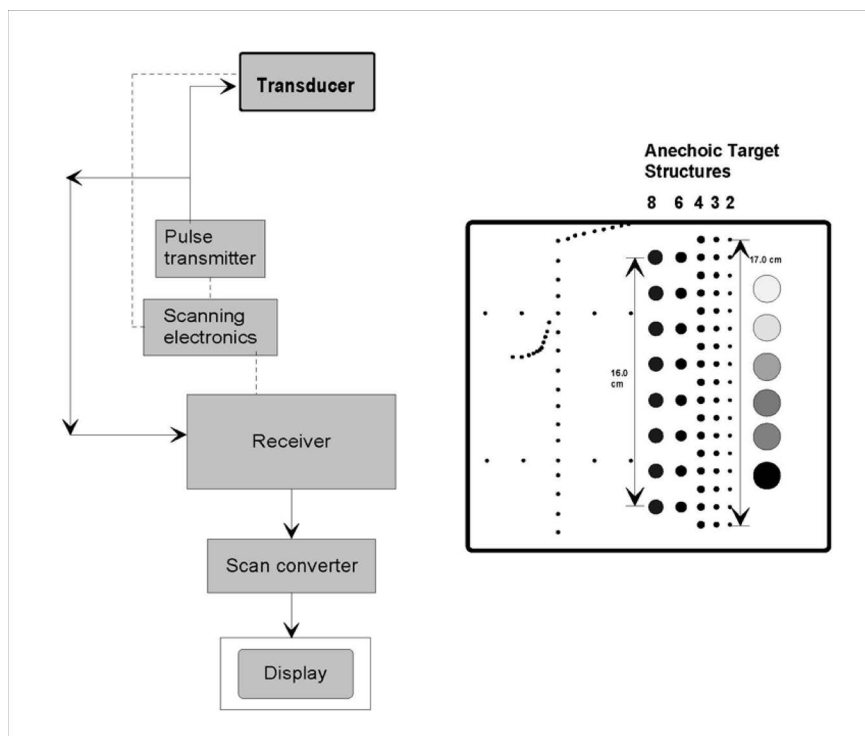 Transducer
Pulse
transmitter
Scanning
electronics
Receiver
Scan converter
Display
Anechoic Target
Structures
8 6 4 3 2
17.0 cm
16.0
cm